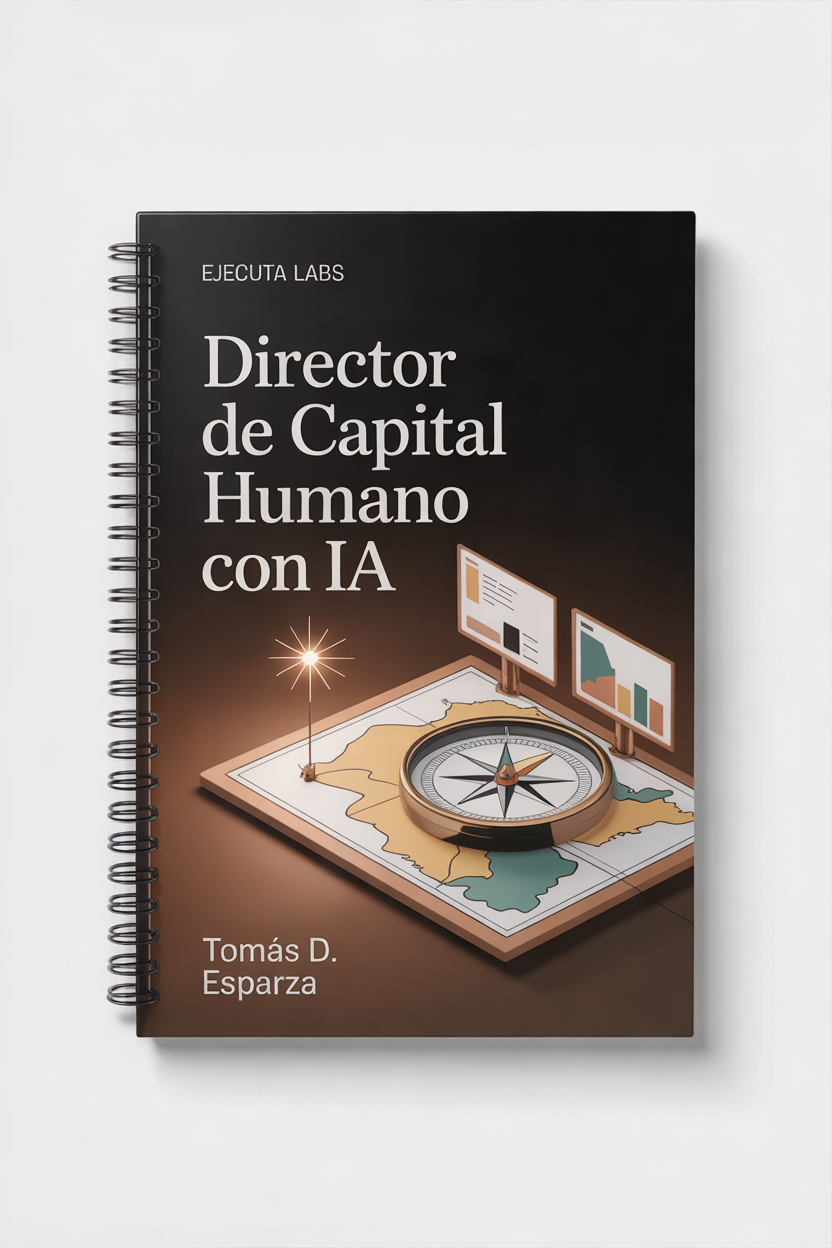 EJECUTA LABS
Director
de Capital
Humano
con IA
Tomás D.
Esparza